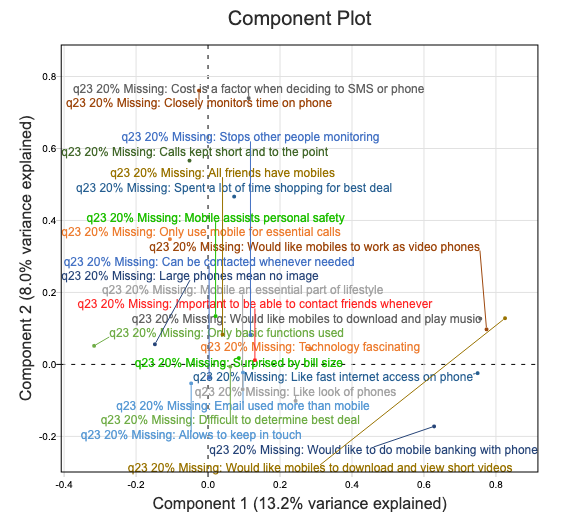 Component Plot
q23 20% Missing: Cost is a factor when deciding to SMS or phone
q23 20% Missing: Closely monitors time on phone
q23 20% Missing: Stops other people monitoring
q23 20% Missing: Calls kept short and to the point
q23 20% Missing: All friends have mobiles
q23 20% Missing: Spent a lot of time shopping for best deal
q23 20% Missing: Mobile assists personal safety
q23 20% Missing: Only use mobile for essential calls
q23 20% Missing: Would like mobiles to work as video phones
q23 20% Missing: Can be contacted whenever needed
q23 20% Missing: Large phones mean no image
q23 20% Missing: Mobile an essential part of lifestyle
q23 20% Missing: Important to be able to contact friends whenever
q23 20% Missing: Would like mobiles to download and play music
q23 20% Missing: Only basic functions used
q23 20% Missing: Technology fascinating
q23 20% Missing: Surprised by bill size
q23 20% Missing: Like fast internet access on phone
q23 20% Missing: Like look of phones
q23 20% Missing: Email used more than mobile
q23 20% Missing: Difficult to determine best deal
q23 20% Missing: Allows to keep in touch
q23 20% Missing: Would like to do mobile banking with phone
q23 20% Missing: Would like mobiles to download and view short videos
Component 2 (8.0% variance explained)
0.8
0.6
0.4
0.2
0.0
-0.2
-0.4
-0.2
0.0
0.2
0.4
0.6
0.8
Component 1 (13.2% variance explained)